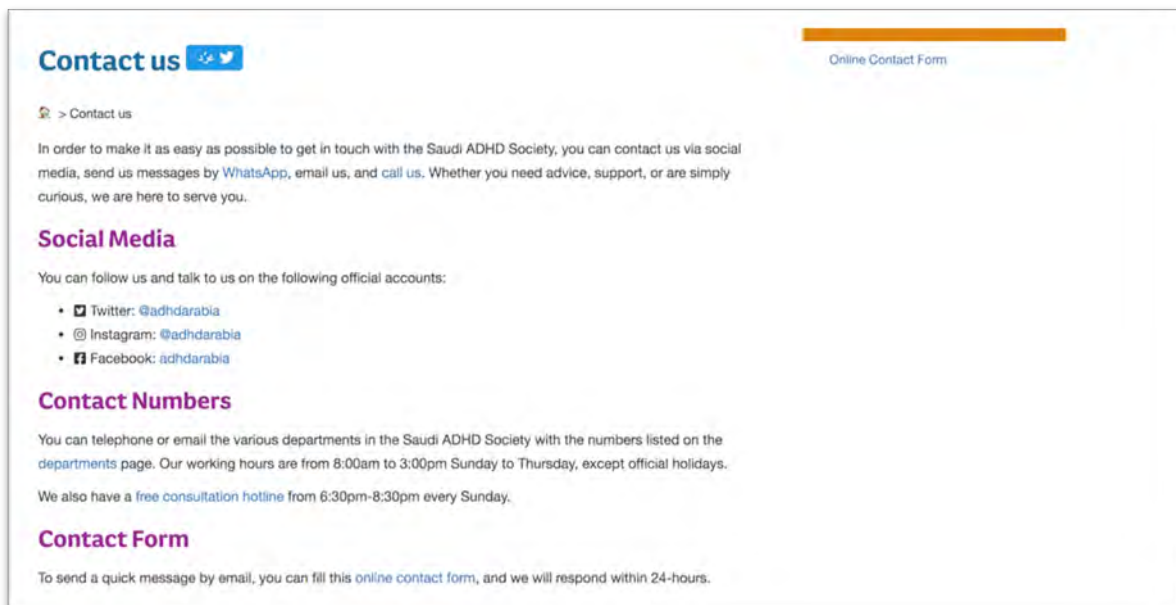 Contact us
Online Contact Form
> Contact us
In order to make it as easy as possible to get in touch with the Saudi ADHD Society, you can contact us via social
media, send us messages by WhatsApp, email us, and call us. Whether you need advice, support, or are simply
curious, we are here to serve you.
Social Media
You can follow us and talk to us on the following official accounts:
• Twitter: @adhdarabia
• Instagram: @adhdarabia
• Facebook: adhdarabia
Contact Numbers
You can telephone or email the various departments in the Saudi ADHD Society with the numbers listed on the
departments page. Our working hours are from 8:00am to 3:00pm Sunday to Thursday, except official holidays.
We also have a free consultation hotline from 6:30pm-8:30pm every Sunday.
Contact Form
To send a quick message by email, you can fill this online contact form, and we will respond within 24-hours.